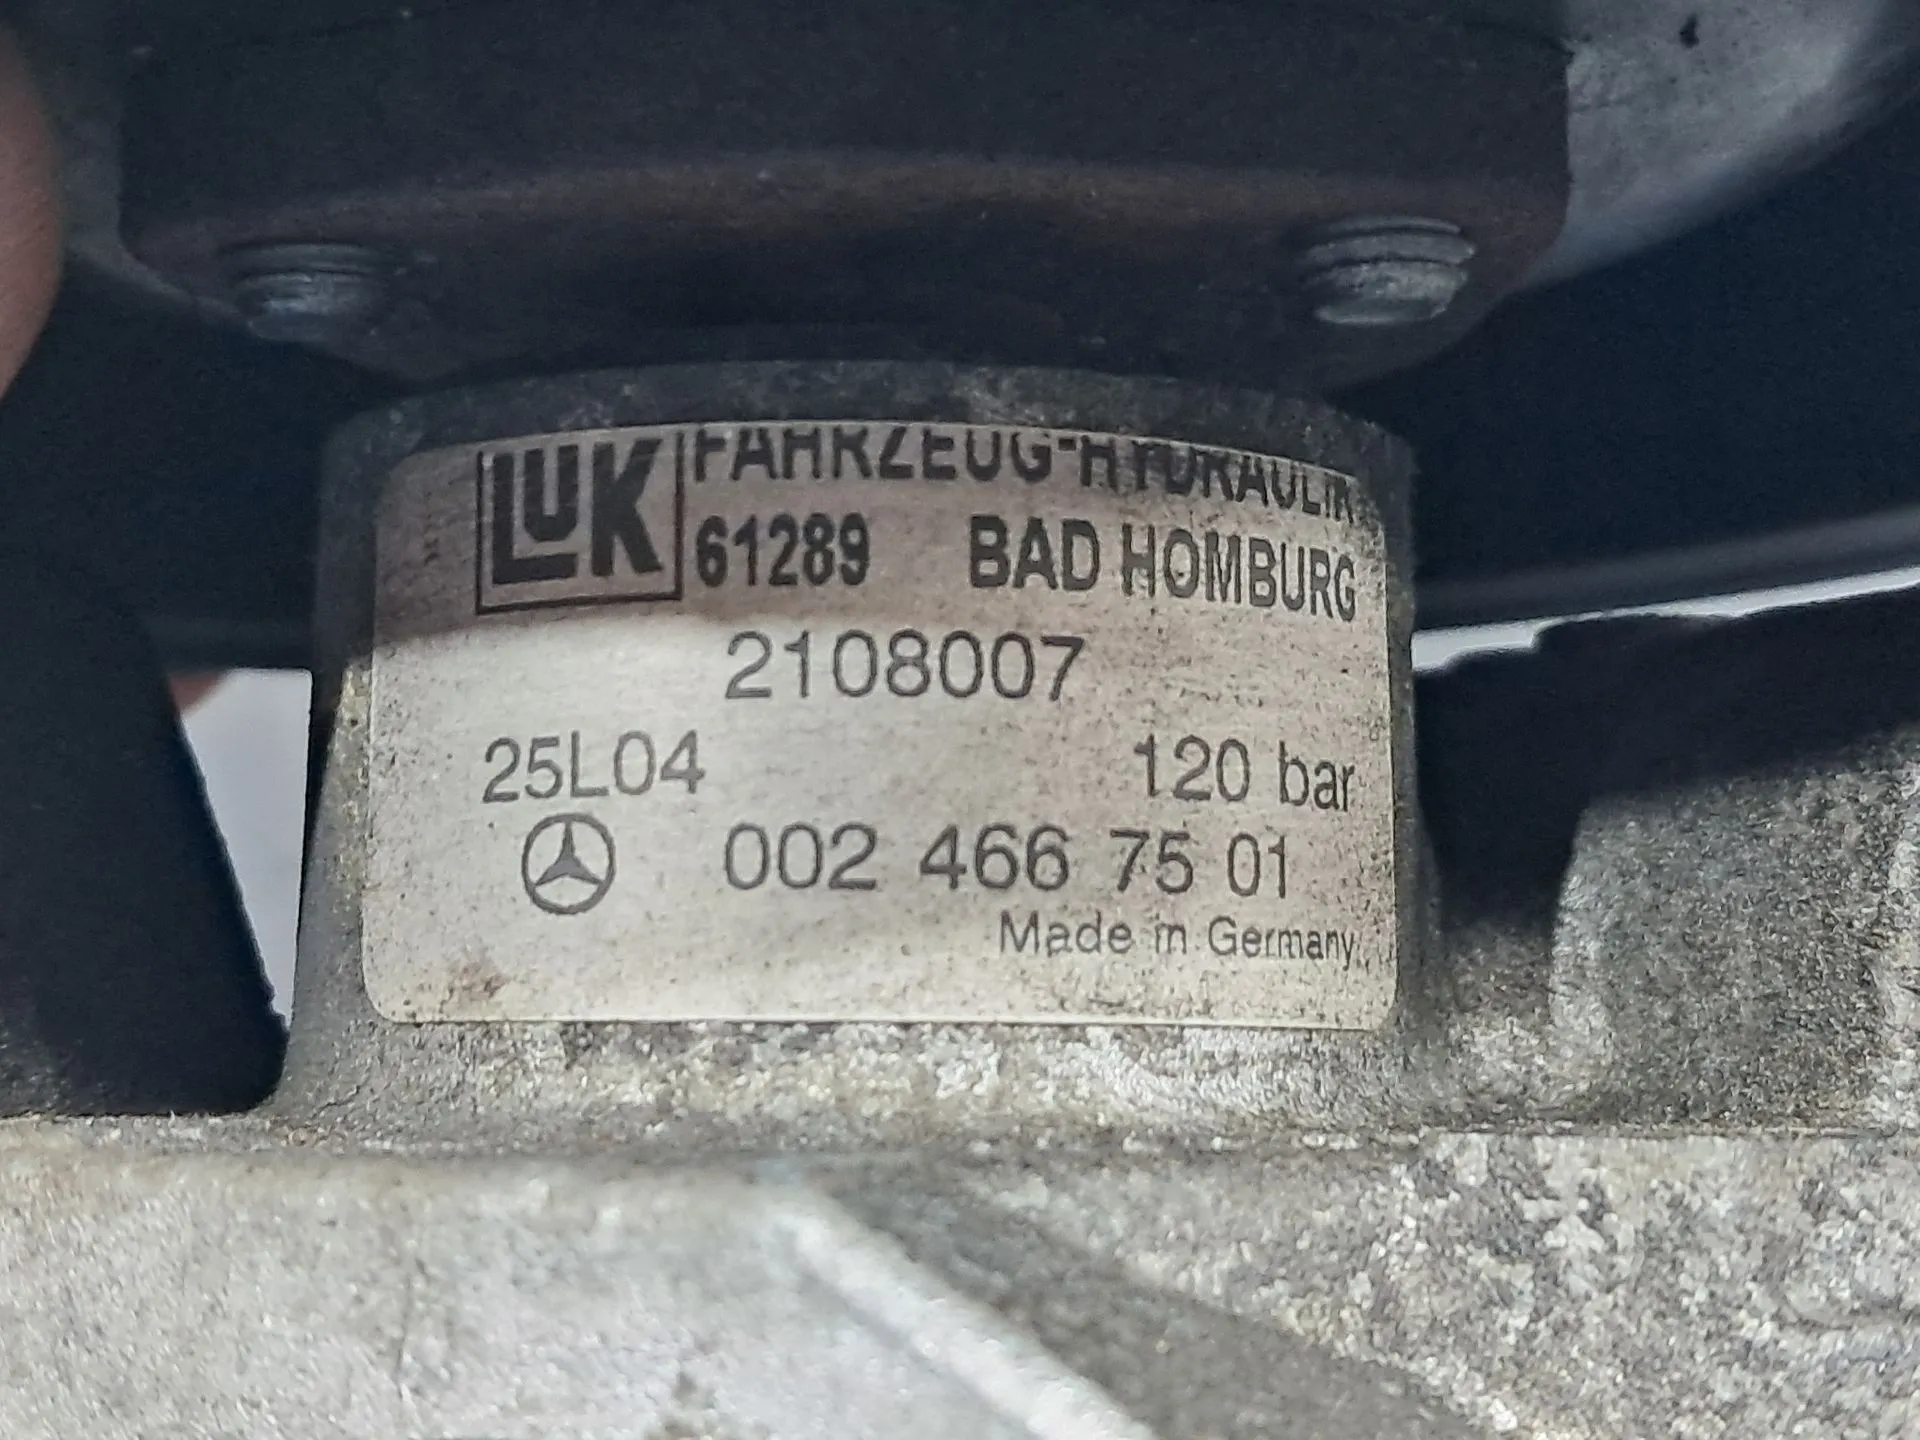 LuK FAHRZEUG-HYDRAULIK
61289 BAD HOMBURG
2108007
25L04 120 bar
002 466 75 01
Made in Germany